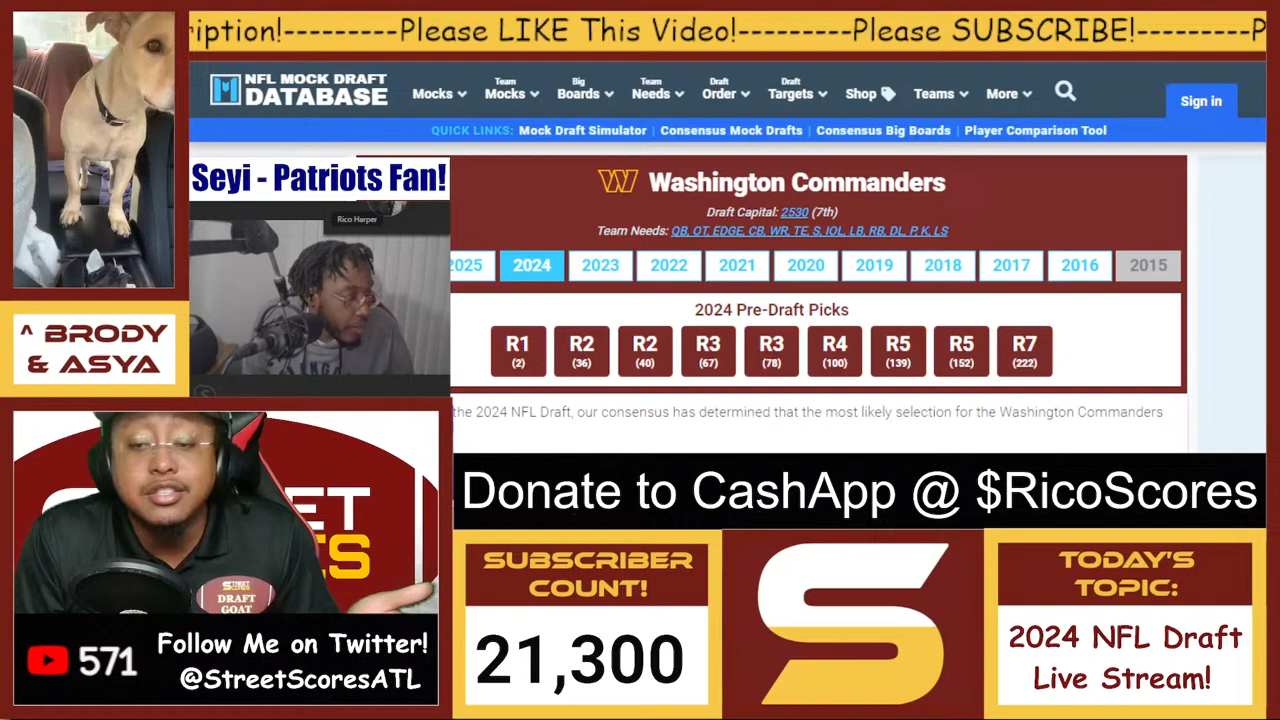 ription!---------Please LIKE This Video!---------Please SUBSCRIBE!---------P
NFL MOCK DRAFT
DATABASE
Mocks
Team
Mocks
Big
Boards
Team
Needs
Draft
Order
Draft
Targets
Shop
Teams
More
Sign in
QUICK LINKS: Mock Draft Simulator | Consensus Mock Drafts | Consensus Big Boards | Player Comparison Tool
Seyi - Patriots Fan!
Rico Harper
W Washington Commanders
Draft Capital: 2530 (7th)
Team Needs: QB, OT, EDGE, CB, WR, TE, S, IOL, LB, RB, DL, P, K, LS
2025 2024 2023 2022 2021 2020 2019 2018 2017 2016 2015
2024 Pre-Draft Picks
R1 R2 R2 R3 R3 R4 R5 R5 R7
(2) (36) (40) (67) (78) (100) (139) (152) (222)
the 2024 NFL Draft, our consensus has determined that the most likely selection for the Washington Commanders
^ BRODY
& ASYA
STREET
SCORES
DRAFT
GOAT
571
Follow Me on Twitter!
@StreetScoresATL
Donate to CashApp @ $RicoScores
SUBSCRIBER
COUNT!
21,300
S
TODAY'S
TOPIC:
2024 NFL Draft
Live Stream!